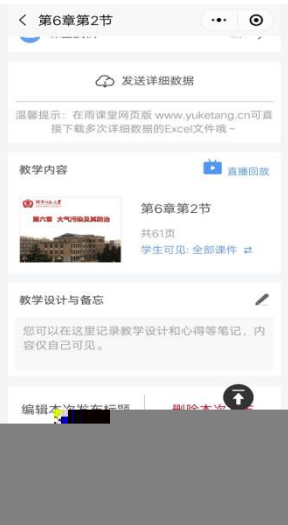 第6章第2节
发送详细数据
温馨提示：在雨课堂网页版 www.yuketang.cn可直
接下载多次详细数据的Excel文件哦～
教学内容
直播回放
第六章 大气污染及其防治
第6章第2节
共61页
学生可见: 全部课件
教学设计与备忘
您可以在这里记录教学设计和心得等笔记，内
容仅自己可见。
编辑本次发布标题
删除本次